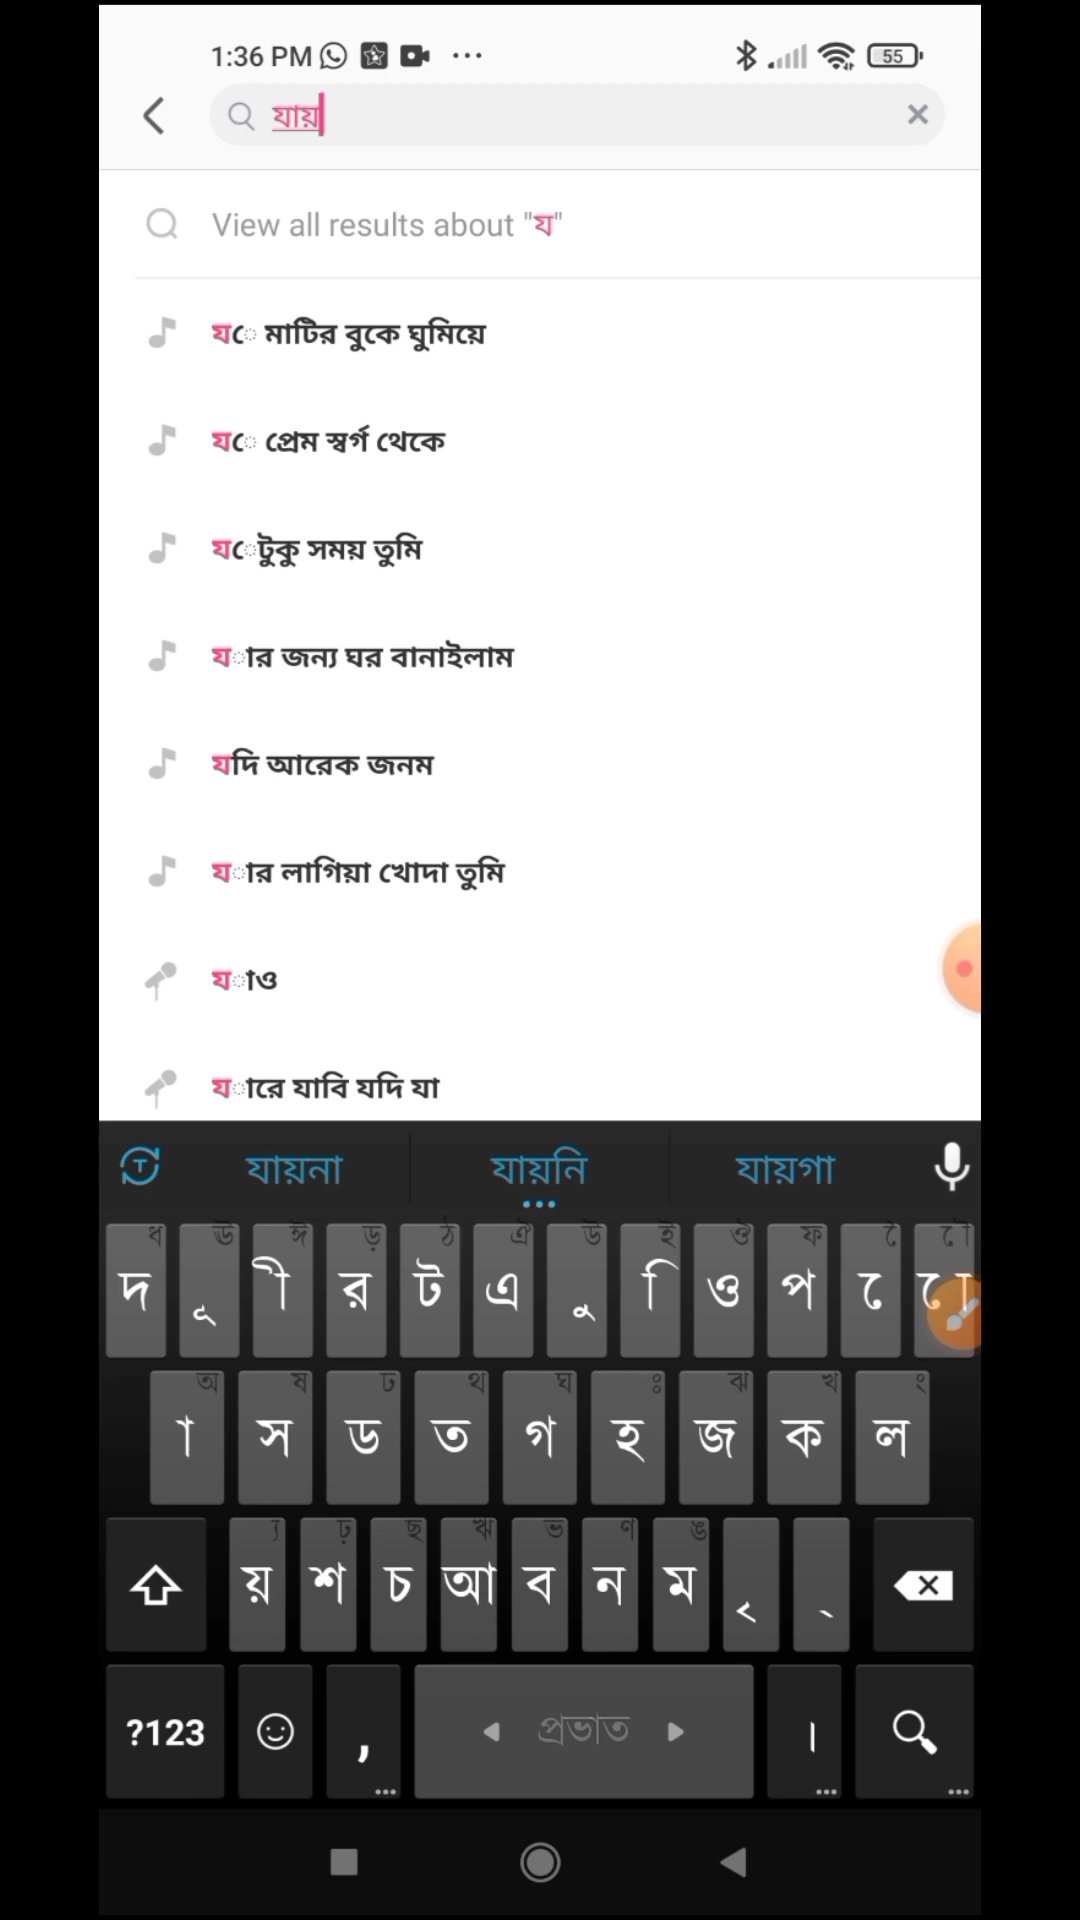 1:36 PM
55
যায়
View all results about "য"
যে মাটির বুকে ঘুমিয়ে
যে প্রেম স্বর্গ থেকে
যেটুকু সময় তুমি
যার জন্য ঘর বানাইলাম
যদি আরেক জনম
যার লাগিয়া খোদা তুমি
যাও
যারে যাবি যদি যা
যায়না যায়নি যায়গা
ধ ঊ ঈ ড় ঠ ঐ উ ই ঔ ফ ৈ ৌ
দ ূ ী র ট এ ু ি ও প ে ো
অ ষ ঢ থ ঘ ঃ ঝ খ ং
া স ড ত গ হ জ ক ল
্য ঢ় ছ ঋ ভ ণ ঙ
য় শ চ আ ব ন ম ৃ ্
?123 , প্রভাত ।